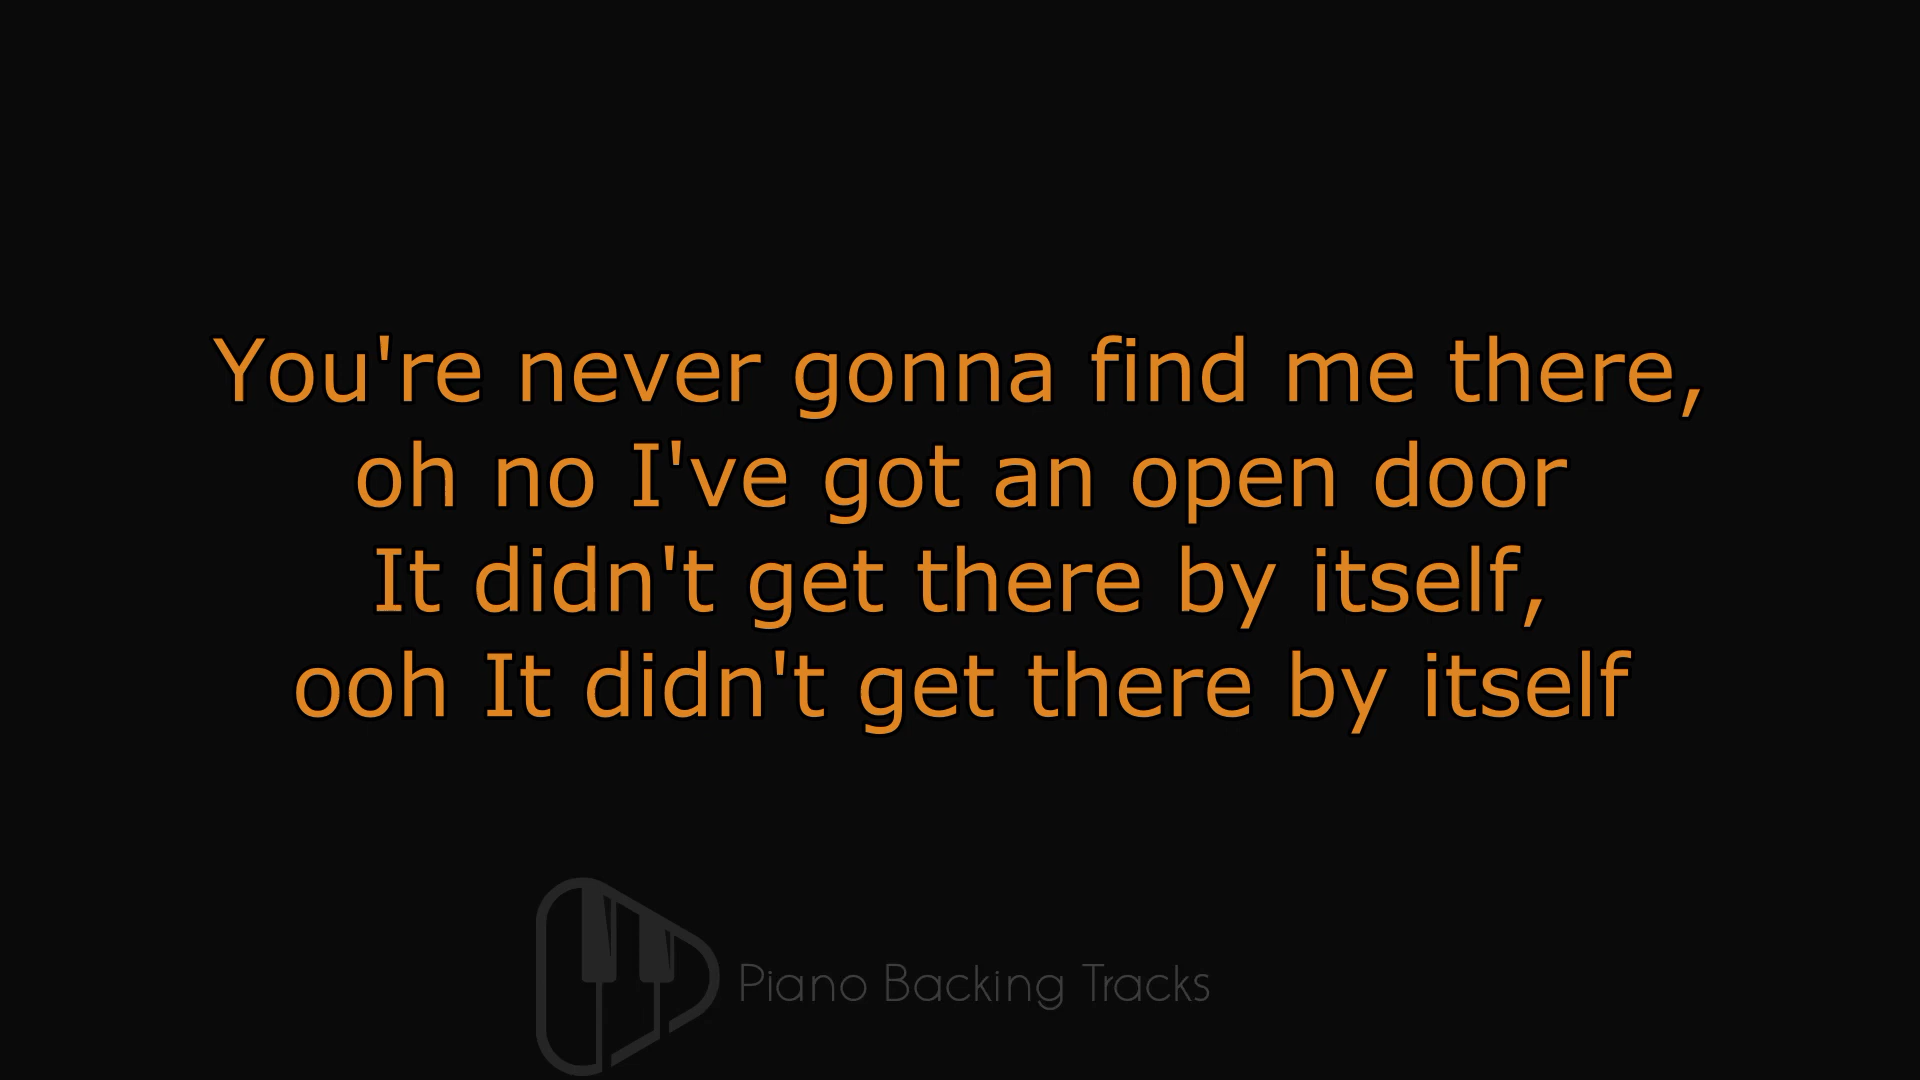 You're never gonna find me there,
oh no I've got an open door
It didn't get there by itself,
ooh It didn't get there by itself
Piano Backing Tracks